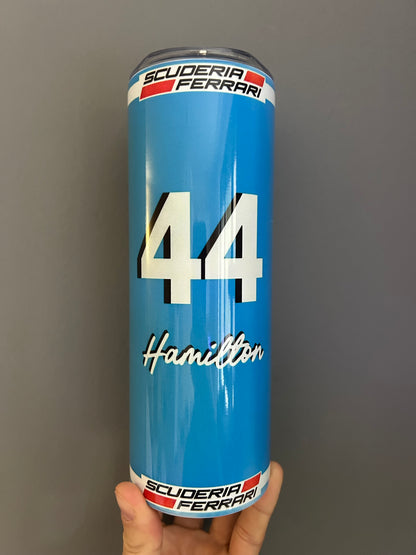 SCUDERIA
FERRARI
44
Hamilton
SCUDERIA
FERRARI